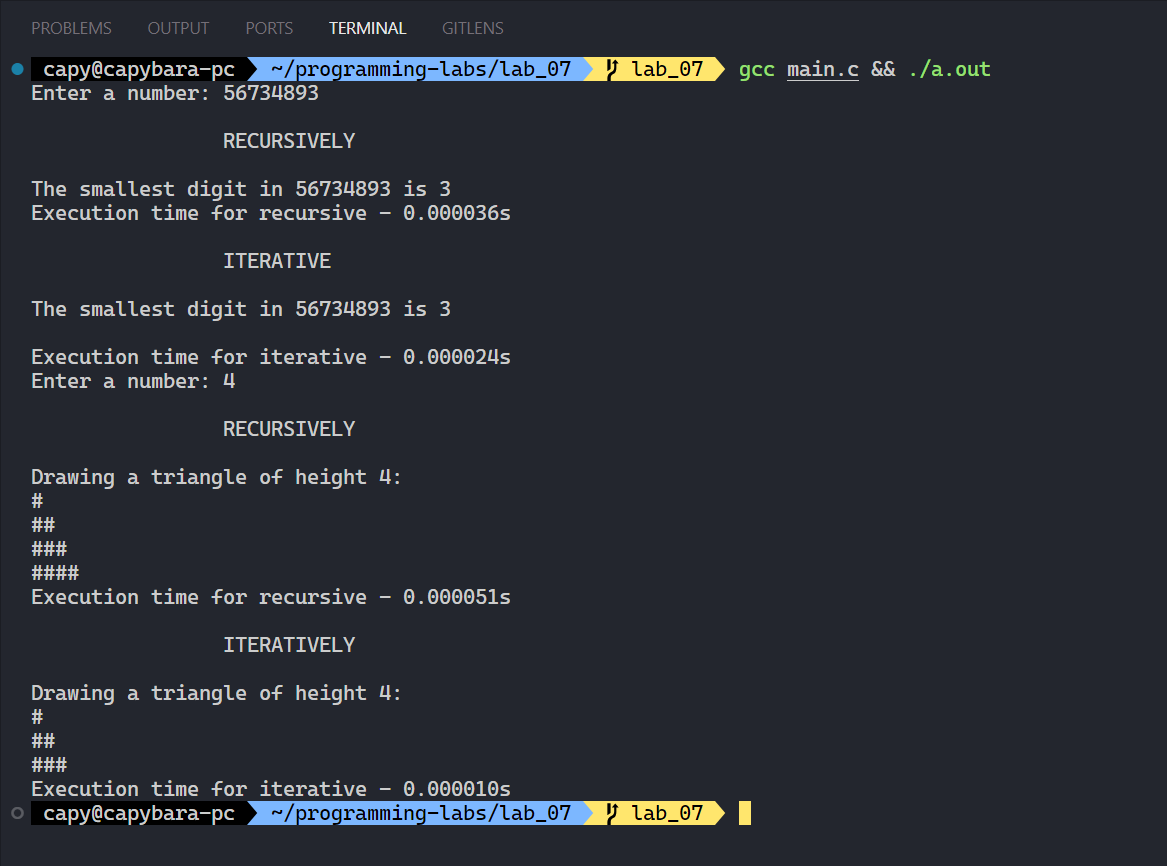 PROBLEMS OUTPUT PORTS TERMINAL GITLENS
capy@capybara-pc ~/programming-labs/lab_07 lab_07 gcc main.c && ./a.out
Enter a number: 56734893
RECURSIVELY
The smallest digit in 56734893 is 3
Execution time for recursive - 0.000036s
ITERATIVE
The smallest digit in 56734893 is 3
Execution time for iterative - 0.000024s
Enter a number: 4
RECURSIVELY
Drawing a triangle of height 4:
#
##
###
####
Execution time for recursive - 0.000051s
ITERATIVELY
Drawing a triangle of height 4:
#
##
###
Execution time for iterative - 0.000010s
capy@capybara-pc ~/programming-labs/lab_07 lab_07